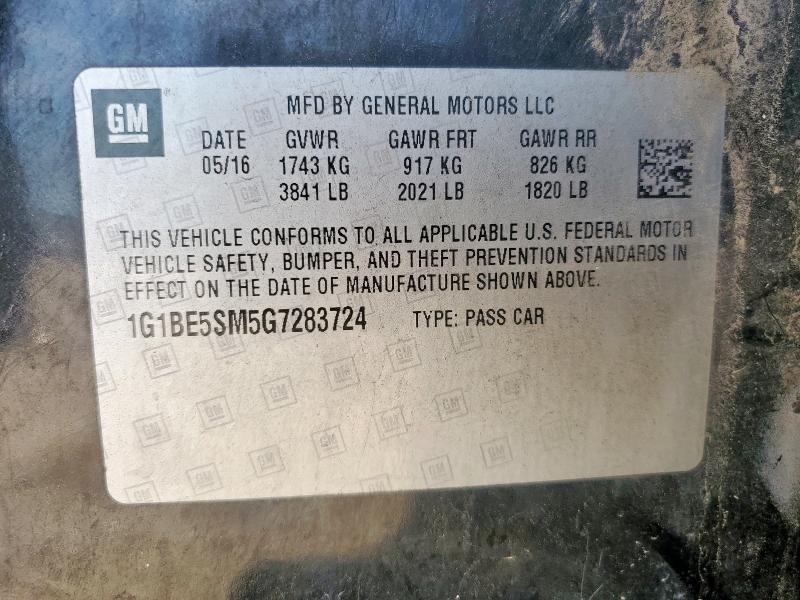 GM
MFD BY GENERAL MOTORS LLC
DATE GVWR GAWR FRT GAWR RR
05/16 1743 KG 917 KG 826 KG
3841 LB 2021 LB 1820 LB
THIS VEHICLE CONFORMS TO ALL APPLICABLE U.S. FEDERAL MOTOR
VEHICLE SAFETY, BUMPER, AND THEFT PREVENTION STANDARDS IN
EFFECT ON THE DATE OF MANUFACTURE SHOWN ABOVE.
1G1BE5SM5G7283724 TYPE: PASS CAR